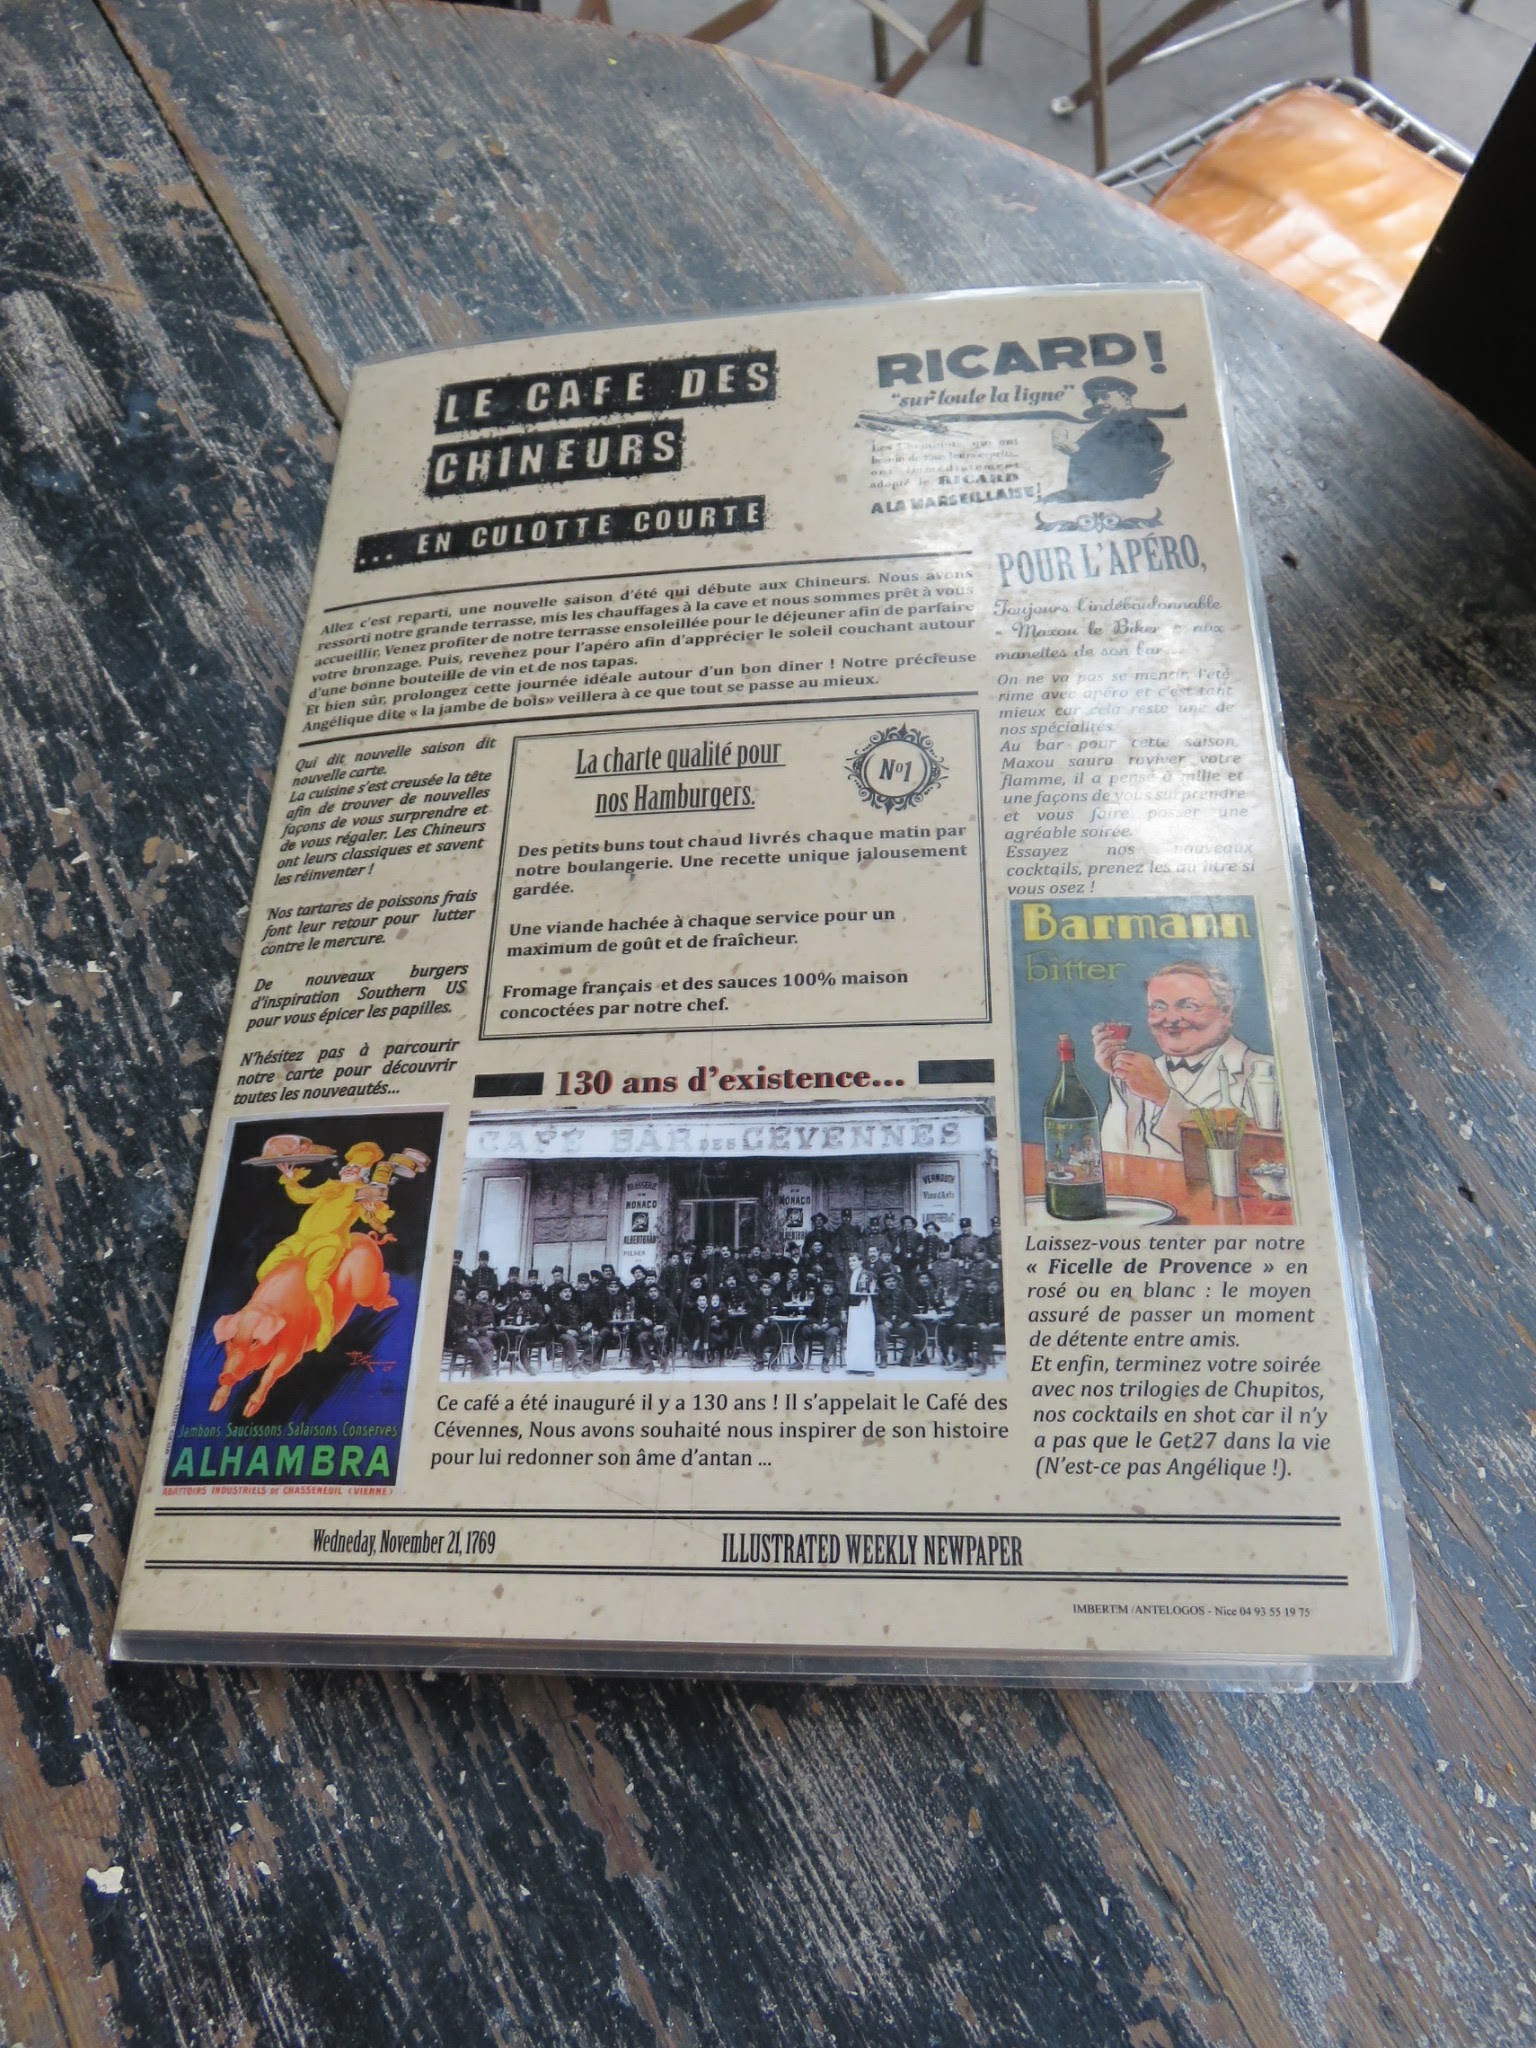 LE CAFE DES
CHINEURS
... EN CULOTTE COURTE
RICARD!
"sur toute la ligne"
adopté le RICARD
A LA MARSEILLAISE!
Allez c'est reparti, une nouvelle saison d'été qui débute aux Chineurs. Nous avons
ressorti notre grande terrasse, mis les chauffages à la cave et nous sommes prêt à vous
accueillir. Venez profiter de notre terrasse ensoleillée pour le déjeuner afin de parfaire
votre bronzage. Puis, revenez pour l'apéro afin d'apprécier le soleil couchant autour
d'une bonne bouteille de vin et de nos tapas.
Et bien sûr, prolongez cette journée idéale autour d'un bon diner ! Notre précieuse
Angélique dite « la jambe de bois» veillera à ce que tout se passe au mieux.
Qui dit nouvelle saison dit
nouvelle carte.
La cuisine s'est creusée la tête
afin de trouver de nouvelles
façons de vous surprendre et
de vous régaler. Les Chineurs
ont leurs classiques et savent
les réinventer !
Nos tartares de poissons frais
font leur retour pour lutter
contre le mercure.
De nouveaux burgers
d'inspiration Southern US
pour vous épicer les papilles.
N'hésitez pas à parcourir
notre carte pour découvrir
toutes les nouveautés...
Jambons Saucissons Salaisons Conserves
ALHAMBRA
ABATTOIRS INDUSTRIELS DE CHASSENEUIL (VIENNE)
La charte qualité pour
nos Hamburgers.
N°1
Des petits buns tout chaud livrés chaque matin par
notre boulangerie. Une recette unique jalousement
gardée.
Une viande hachée à chaque service pour un
maximum de goût et de fraîcheur.
Fromage français et des sauces 100% maison
concoctées par notre chef.
130 ans d'existence...
CAFÉ BAR DES CÉVENNES
BRASSERIE
DE
MONACO
PILSEN
MONACO
VERMOUTH
Ce café a été inauguré il y a 130 ans ! Il s'appelait le Café des
Cévennes, Nous avons souhaité nous inspirer de son histoire
pour lui redonner son âme d'antan ...
POUR L'APÉRO,
Toujours l'indéboulonnable
« Maxou le Biker » aux
manettes de son bar...
On ne va pas se mentir, l'été
rime avec apéro et c'est tant
mieux car cela reste une de
nos spécialités.
Au bar pour cette saison,
Maxou saura raviver votre
flamme, il a pensé à mille et
une façons de vous surprendre
et vous faire passer une
agréable soirée.
Essayez nos nouveaux
cocktails, prenez les au litre si
vous osez !
Barmann
bitter
Laissez-vous tenter par notre
« Ficelle de Provence » en
rosé ou en blanc : le moyen
assuré de passer un moment
de détente entre amis.
Et enfin, terminez votre soirée
avec nos trilogies de Chupitos,
nos cocktails en shot car il n'y
a pas que le Get27 dans la vie
(N'est-ce pas Angélique !).
Wedneday, November 21, 1769
ILLUSTRATED WEEKLY NEWPAPER
IMBERT.M /ANTELOGOS - Nice 04 93 55 19 75